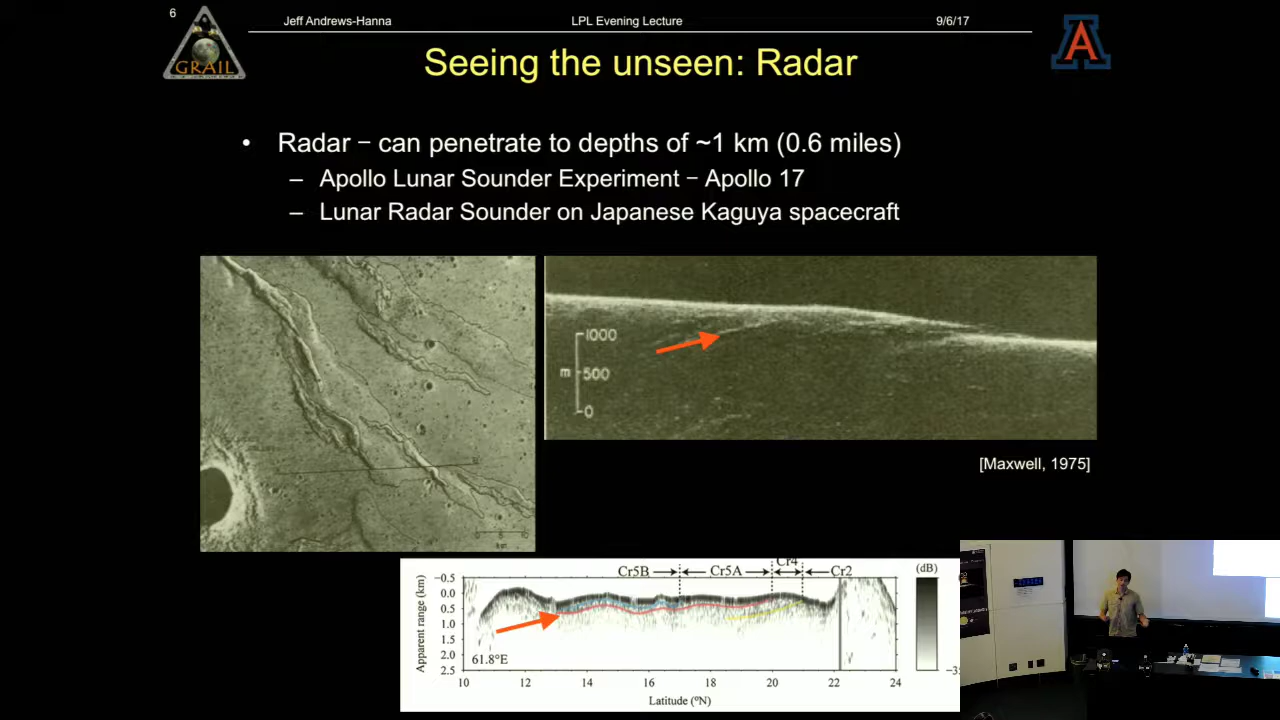 6
Jeff Andrews-Hanna
LPL Evening Lecture
9/6/17
GRAIL
A
Seeing the unseen: Radar
• Radar – can penetrate to depths of ~1 km (0.6 miles)
– Apollo Lunar Sounder Experiment – Apollo 17
– Lunar Radar Sounder on Japanese Kaguya spacecraft
1000
m 500
0
[Maxwell, 1975]
Cr5B
Cr5A
Cr4
Cr2
(dB)
Apparent range (km)
−0.5
0.0
0.5
1.0
1.5
2.0
2.5
61.8°E
10 12 14 16 18 20 22 24
Latitude (°N)